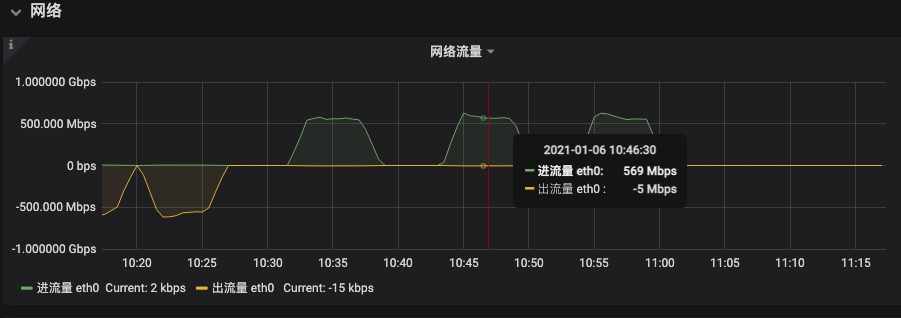 网络
i
网络流量
1.000000 Gbps
500.000 Mbps
0 bps
-500.000 Mbps
-1.000000 Gbps
2021-01-06 10:46:30
进流量 eth0: 569 Mbps
出流量 eth0 : -5 Mbps
10:20 10:25 10:30 10:35 10:40 10:45 10:50 10:55 11:00 11:05 11:10 11:15
进流量 eth0 Current: 2 kbps 出流量 eth0 Current: -15 kbps